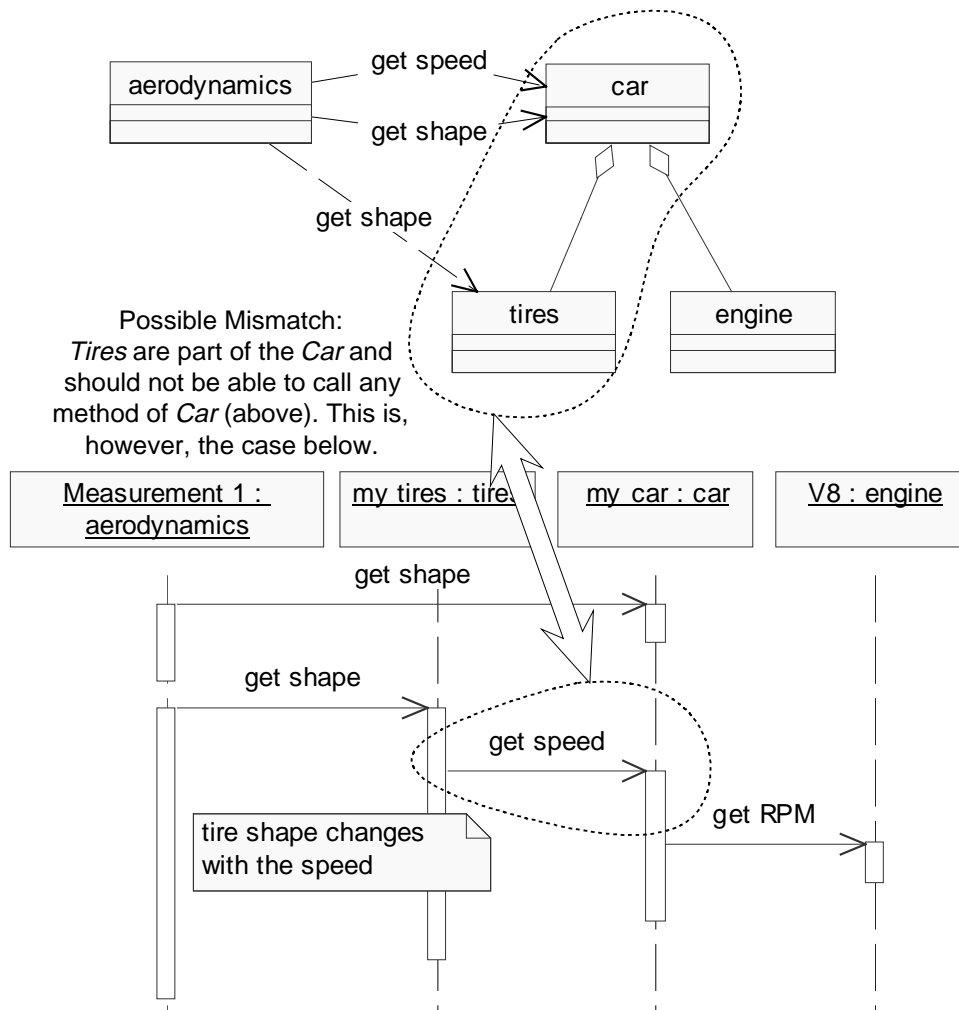 get speed
aerodynamics
car
get shape
get shape
tires
engine
Possible Mismatch:
Tires are part of the Car and
should not be able to call any
method of Car (above). This is,
however, the case below.
Measurement 1 :
aerodynamics
my tires : tires
my car : car
V8 : engine
get shape
get shape
get speed
get RPM
tire shape changes
with the speed